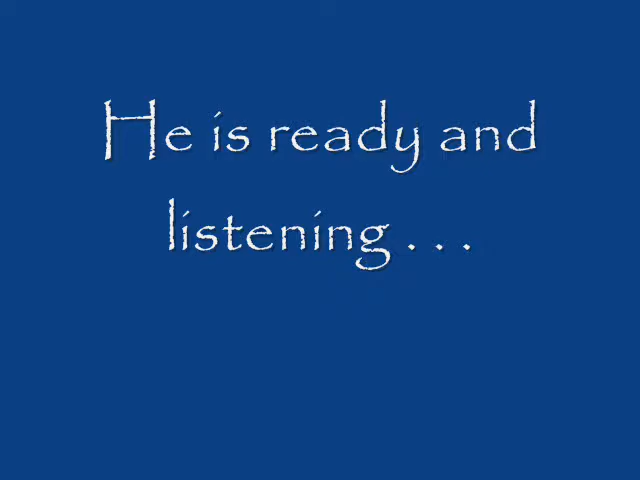 He is ready and
listening . . .